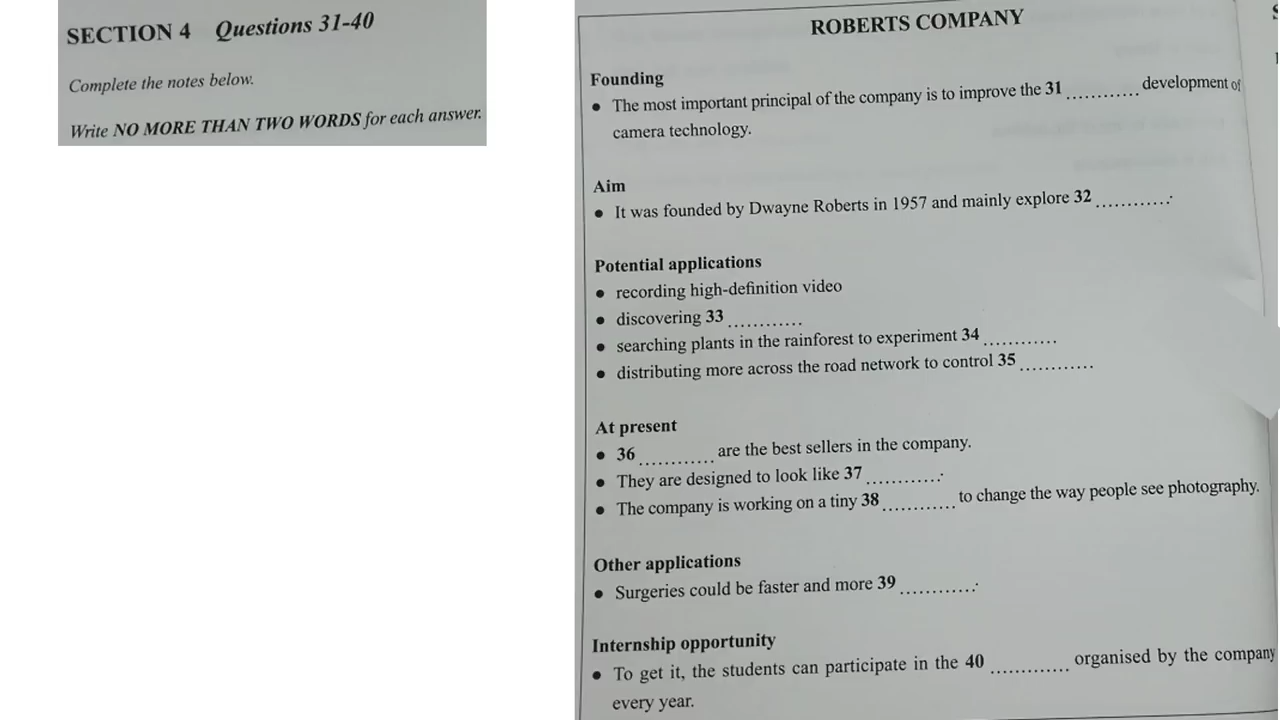 SECTION 4 Questions 31-40
Complete the notes below.
Write NO MORE THAN TWO WORDS for each answer.
ROBERTS COMPANY
Founding
• The most important principal of the company is to improve the 31 ............ development of
camera technology.
Aim
• It was founded by Dwayne Roberts in 1957 and mainly explore 32 .............
Potential applications
• recording high-definition video
• discovering 33 ............
• searching plants in the rainforest to experiment 34 ............
• distributing more across the road network to control 35 ............
At present
• 36 ............ are the best sellers in the company.
• They are designed to look like 37 .............
• The company is working on a tiny 38 ............ to change the way people see photography.
Other applications
• Surgeries could be faster and more 39 .............
Internship opportunity
• To get it, the students can participate in the 40 ............ organised by the company
every year.